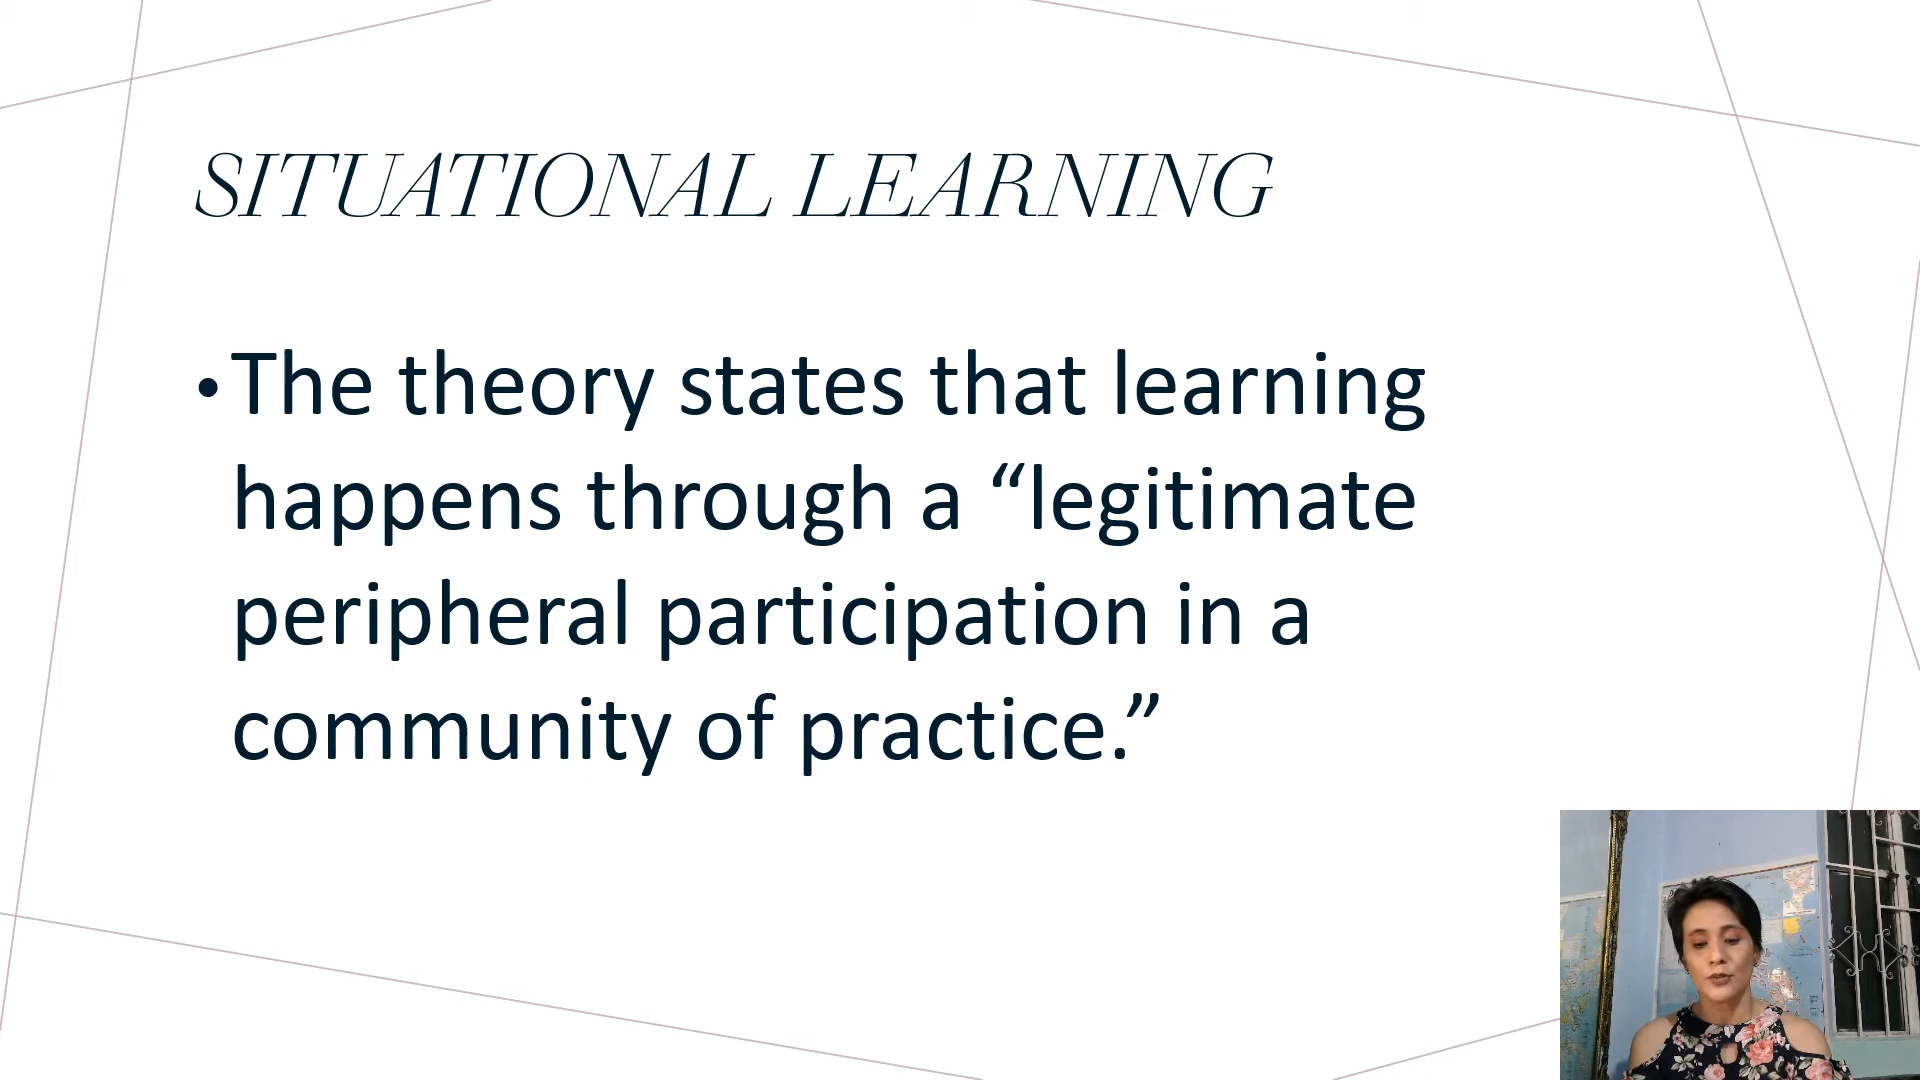 SITUATIONAL LEARNING
•The theory states that learning
happens through a “legitimate
peripheral participation in a
community of practice.”